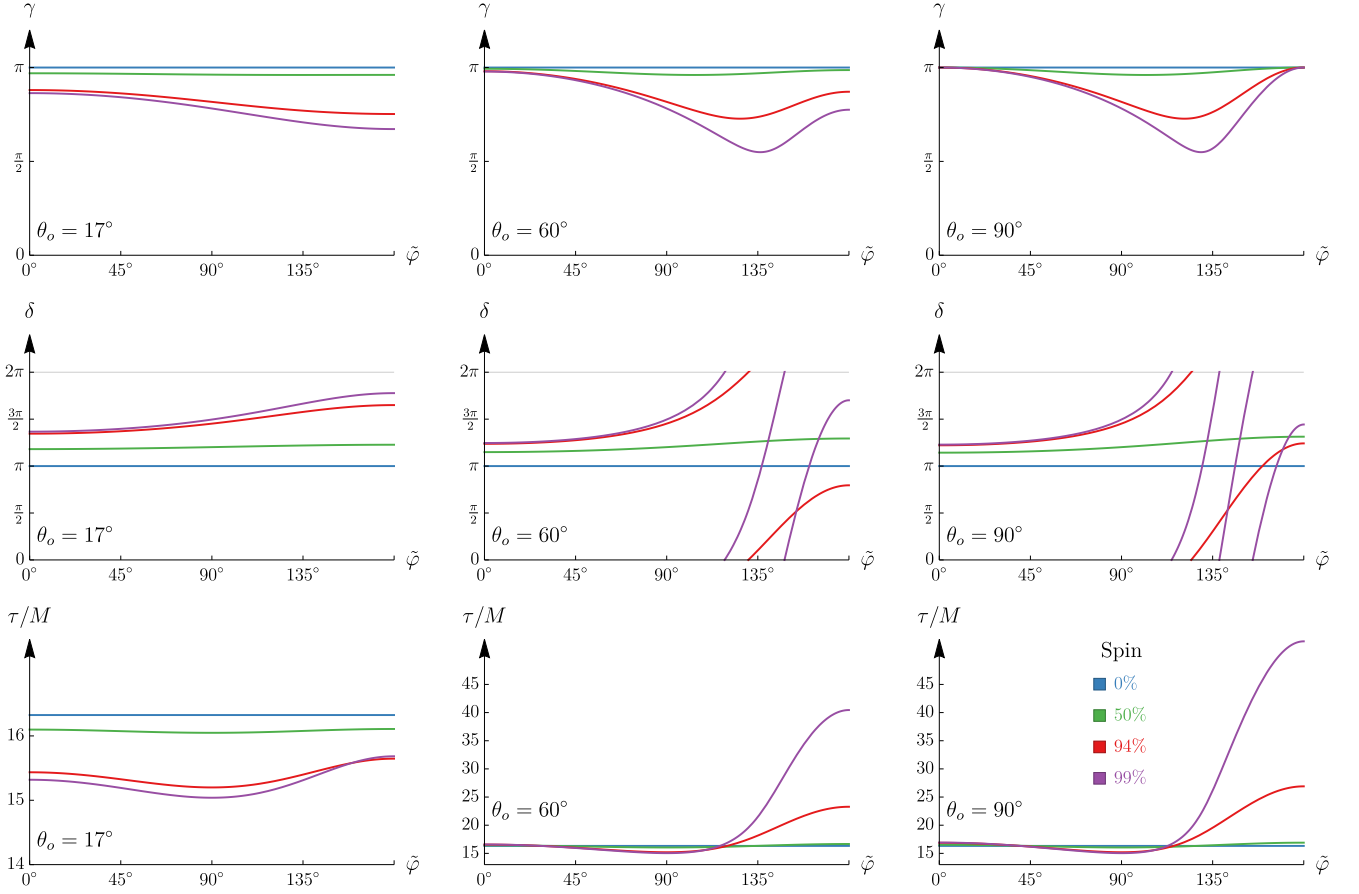 γ γ γ
π π π
π/2 π/2 π/2
θₒ = 17° θₒ = 60° θₒ = 90°
0 0 0
0° 45° 90° 135° φ̃ 0° 45° 90° 135° φ̃ 0° 45° 90° 135° φ̃
δ δ δ
2π 2π 2π
3π/2 3π/2 3π/2
π π π
π/2 π/2 π/2
θₒ = 17° θₒ = 60° θₒ = 90°
0 0 0
0° 45° 90° 135° φ̃ 0° 45° 90° 135° φ̃ 0° 45° 90° 135° φ̃
τ/M τ/M τ/M
Spin
45 45
0%
40 40
16
50%
35 35
94%
30 30
99%
25 25
15
20 20
θₒ = 17° θₒ = 60° θₒ = 90°
15 15
14
0° 45° 90° 135° φ̃ 0° 45° 90° 135° φ̃ 0° 45° 90° 135° φ̃